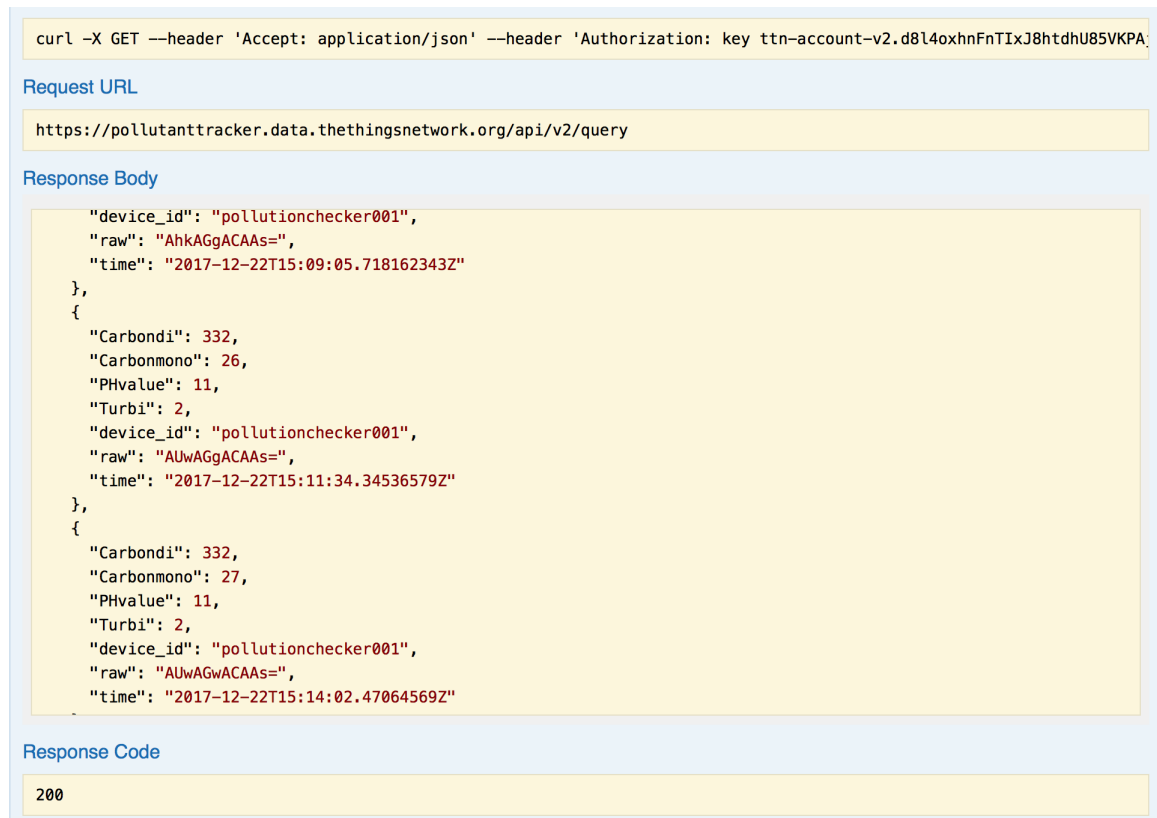 curl -X GET --header 'Accept: application/json' --header 'Authorization: key ttn-account-v2.d8l4oxhnFnTIxJ8htdhU85VKPAj
Request URL
https://pollutanttracker.data.thethingsnetwork.org/api/v2/query
Response Body
"device_id": "pollutionchecker001",
"raw": "AhkAGgACAAs=",
"time": "2017-12-22T15:09:05.718162343Z"
},
{
"Carbondi": 332,
"Carbonmono": 26,
"PHvalue": 11,
"Turbi": 2,
"device_id": "pollutionchecker001",
"raw": "AUwAGgACAAs=",
"time": "2017-12-22T15:11:34.34536579Z"
},
{
"Carbondi": 332,
"Carbonmono": 27,
"PHvalue": 11,
"Turbi": 2,
"device_id": "pollutionchecker001",
"raw": "AUwAGwACAAs=",
"time": "2017-12-22T15:14:02.47064569Z"
Response Code
200